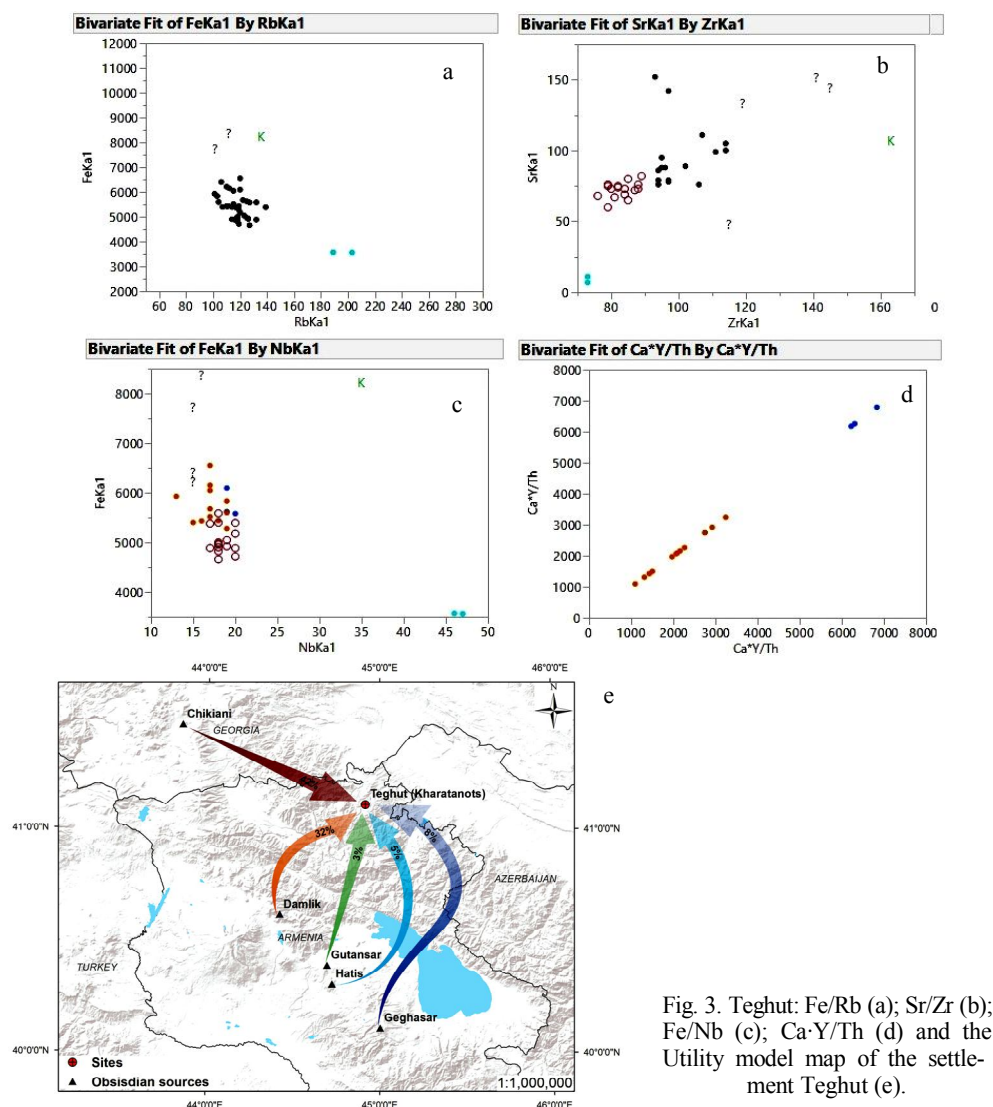 Bivariate Fit of FeKa1 By RbKa1
a
12000
11000
10000
9000
8000
7000
6000
5000
4000
3000
2000
FeKa1
? ? K
60 80 100 120 140 160 180 200 220 240 260 280 300
RbKa1
Bivariate Fit of SrKa1 By ZrKa1
b
150
100
50
0
SrKa1
? ? ? K ?
80 100 120 140 160 0
ZrKa1
Bivariate Fit of FeKa1 By NbKa1
c
8000
7000
6000
5000
4000
FeKa1
? K ? ? ?
10 15 20 25 30 35 40 45 50
NbKa1
Bivariate Fit of Ca*Y/Th By Ca*Y/Th
d
8000
7000
6000
5000
4000
3000
2000
1000
0
Ca*Y/Th
0 1000 2000 3000 4000 5000 6000 7000 8000
Ca*Y/Th
44°0'0"E 45°0'0"E 46°0'0"E
e
N
Chikiani
GEORGIA
Teghut (Kharatanots)
41°0'0"N 41°0'0"N
32% 3% 5% 8%
AZERBAIJAN
Damlik
ARMENIA
Gutansar
TURKEY
Hatis
Geghasar
40°0'0"N 40°0'0"N
Sites
Obsisdian sources
1:1,000,000
44°0'0"E 45°0'0"E 46°0'0"E
Fig. 3. Teghut: Fe/Rb (a); Sr/Zr (b);
Fe/Nb (c); Ca·Y/Th (d) and the
Utility model map of the settle-
ment Teghut (e).